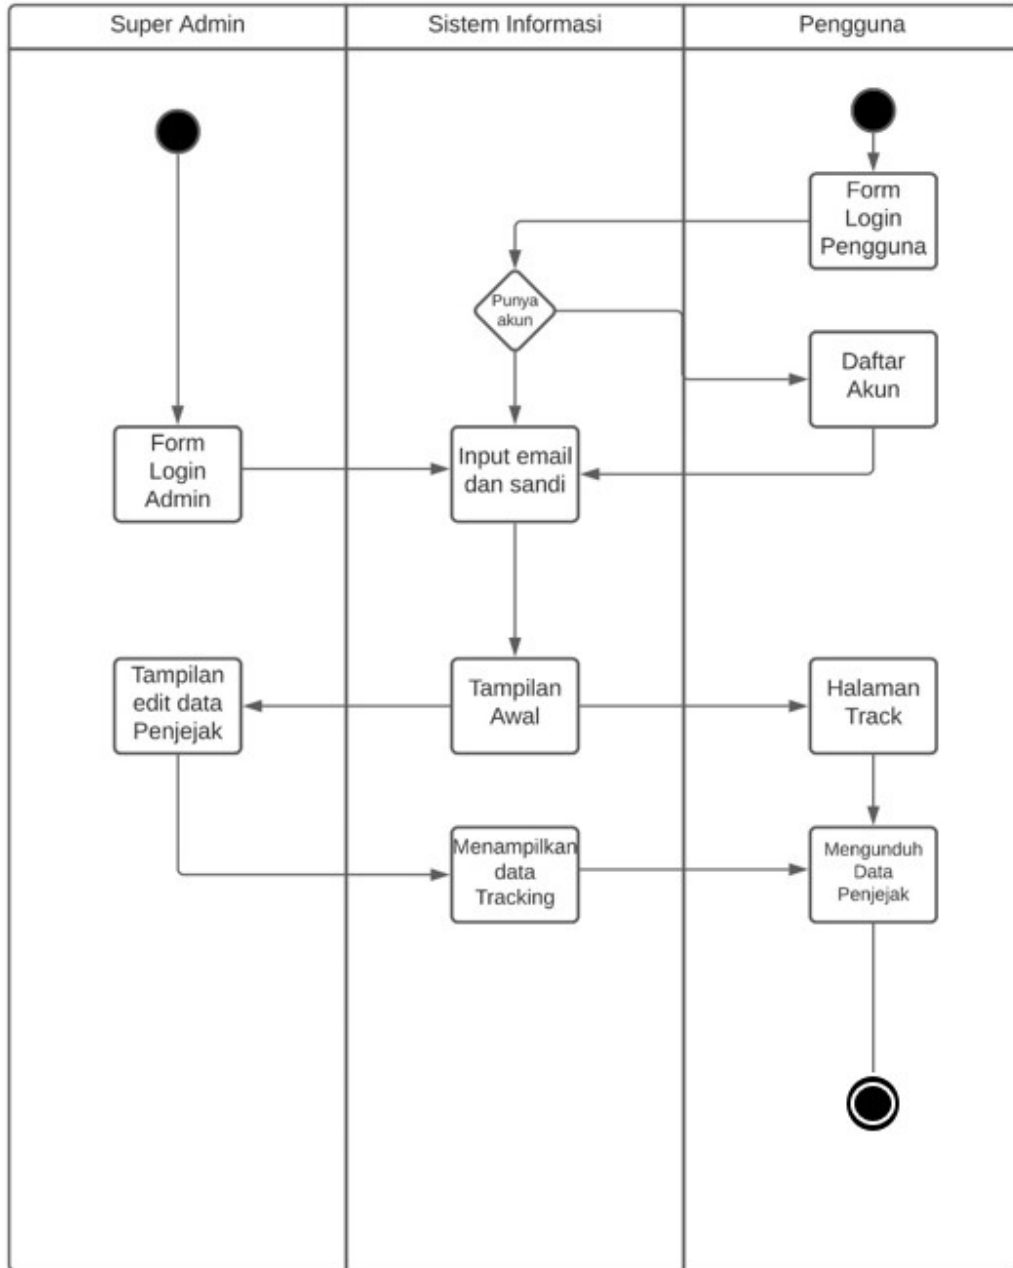 Super Admin
Sistem Informasi
Pengguna
Form
Login
Pengguna
Punya
akun
Daftar
Akun
Form
Login
Admin
Input email
dan sandi
Tampilan
edit data
Penjejak
Tampilan
Awal
Halaman
Track
Menampilkan
data
Tracking
Mengunduh
Data
Penjejak